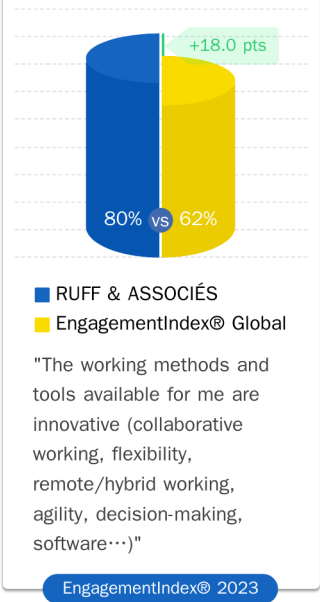 +18.0 pts
80% vs 62%
RUFF & ASSOCIÉS
EngagementIndex® Global
"The working methods and
tools available for me are
innovative (collaborative
working, flexibility,
remote/hybrid working,
agility, decision-making,
software···)"
EngagementIndex® 2023